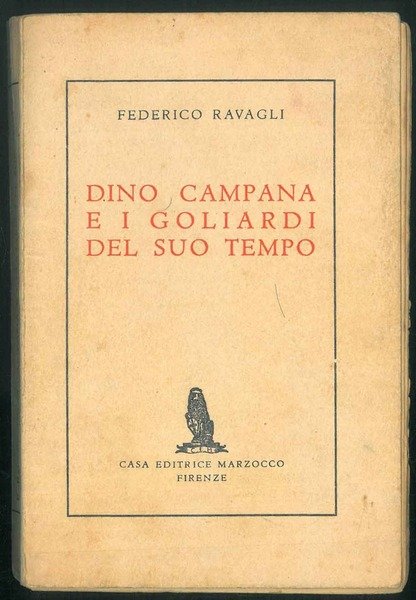 FEDERICO RAVAGLI
DINO CAMPANA
E I GOLIARDI
DEL SUO TEMPO
C.E.M.
CASA EDITRICE MARZOCCO
FIRENZE